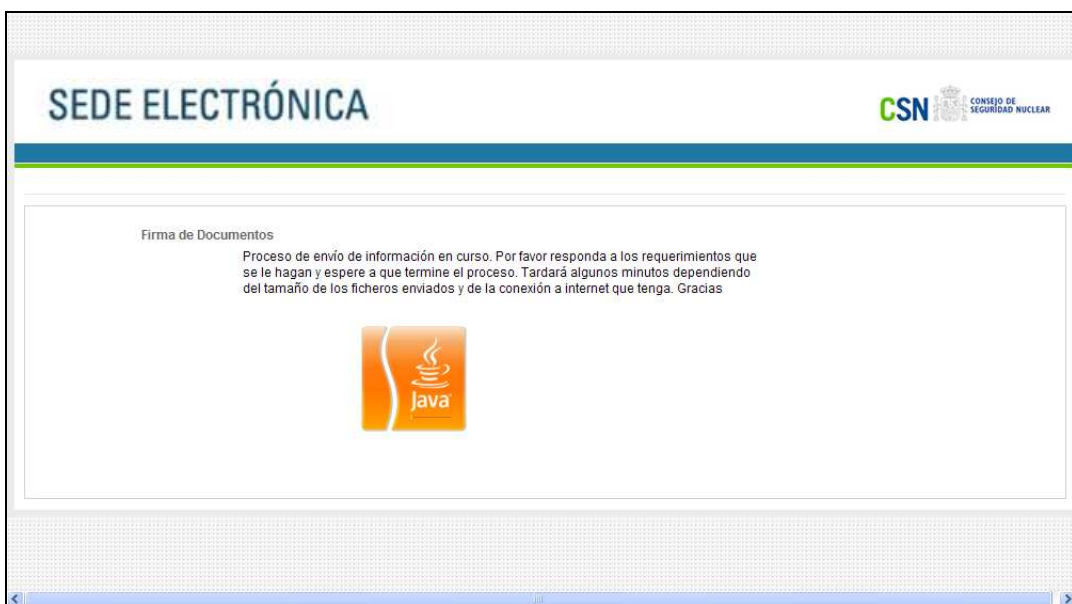 SEDE ELECTRÓNICA
CSN
CONSEJO DE
SEGURIDAD NUCLEAR
Firma de Documentos
Proceso de envío de información en curso. Por favor responda a los requerimientos que
se le hagan y espere a que termine el proceso. Tardará algunos minutos dependiendo
del tamaño de los ficheros enviados y de la conexión a internet que tenga. Gracias
Java